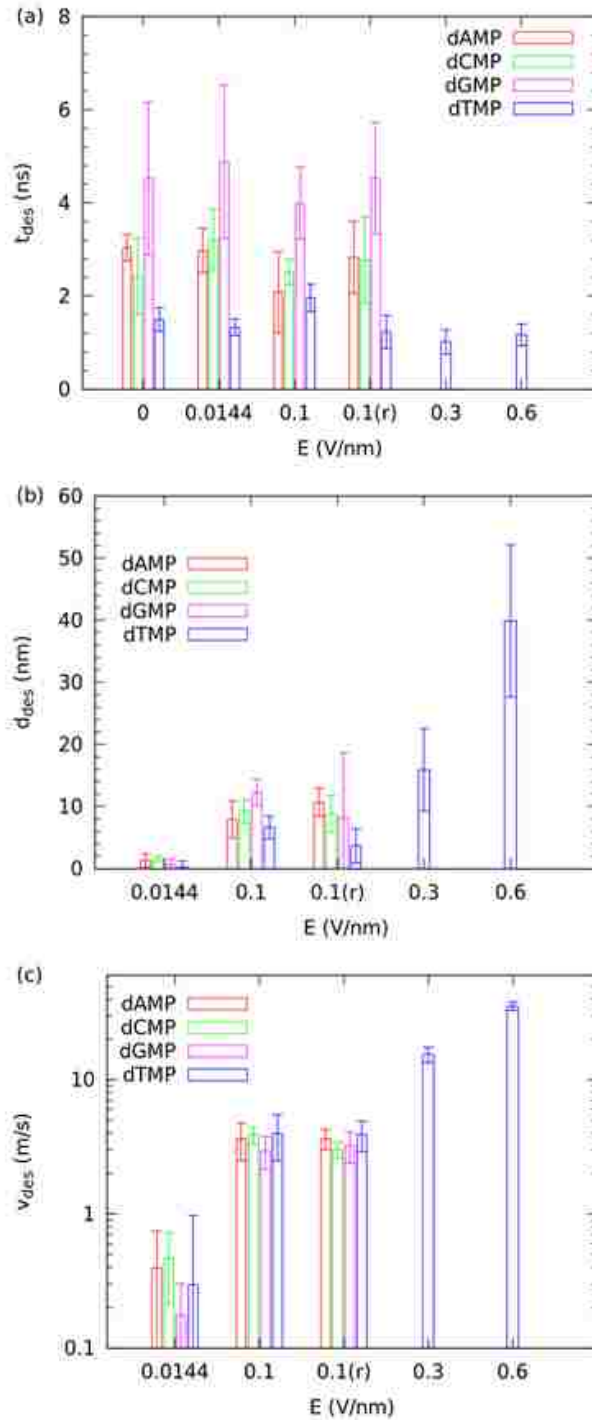 (a)
8
6
4
2
0
t_des (ns)
dAMP
dCMP
dGMP
dTMP
0 0.0144 0.1 0.1(r) 0.3 0.6
E (V/nm)
(b)
60
50
40
30
20
10
0
d_des (nm)
dAMP
dCMP
dGMP
dTMP
0.0144 0.1 0.1(r) 0.3 0.6
E (V/nm)
(c)
10
1
0.1
v_des (m/s)
dAMP
dCMP
dGMP
dTMP
0.0144 0.1 0.1(r) 0.3 0.6
E (V/nm)